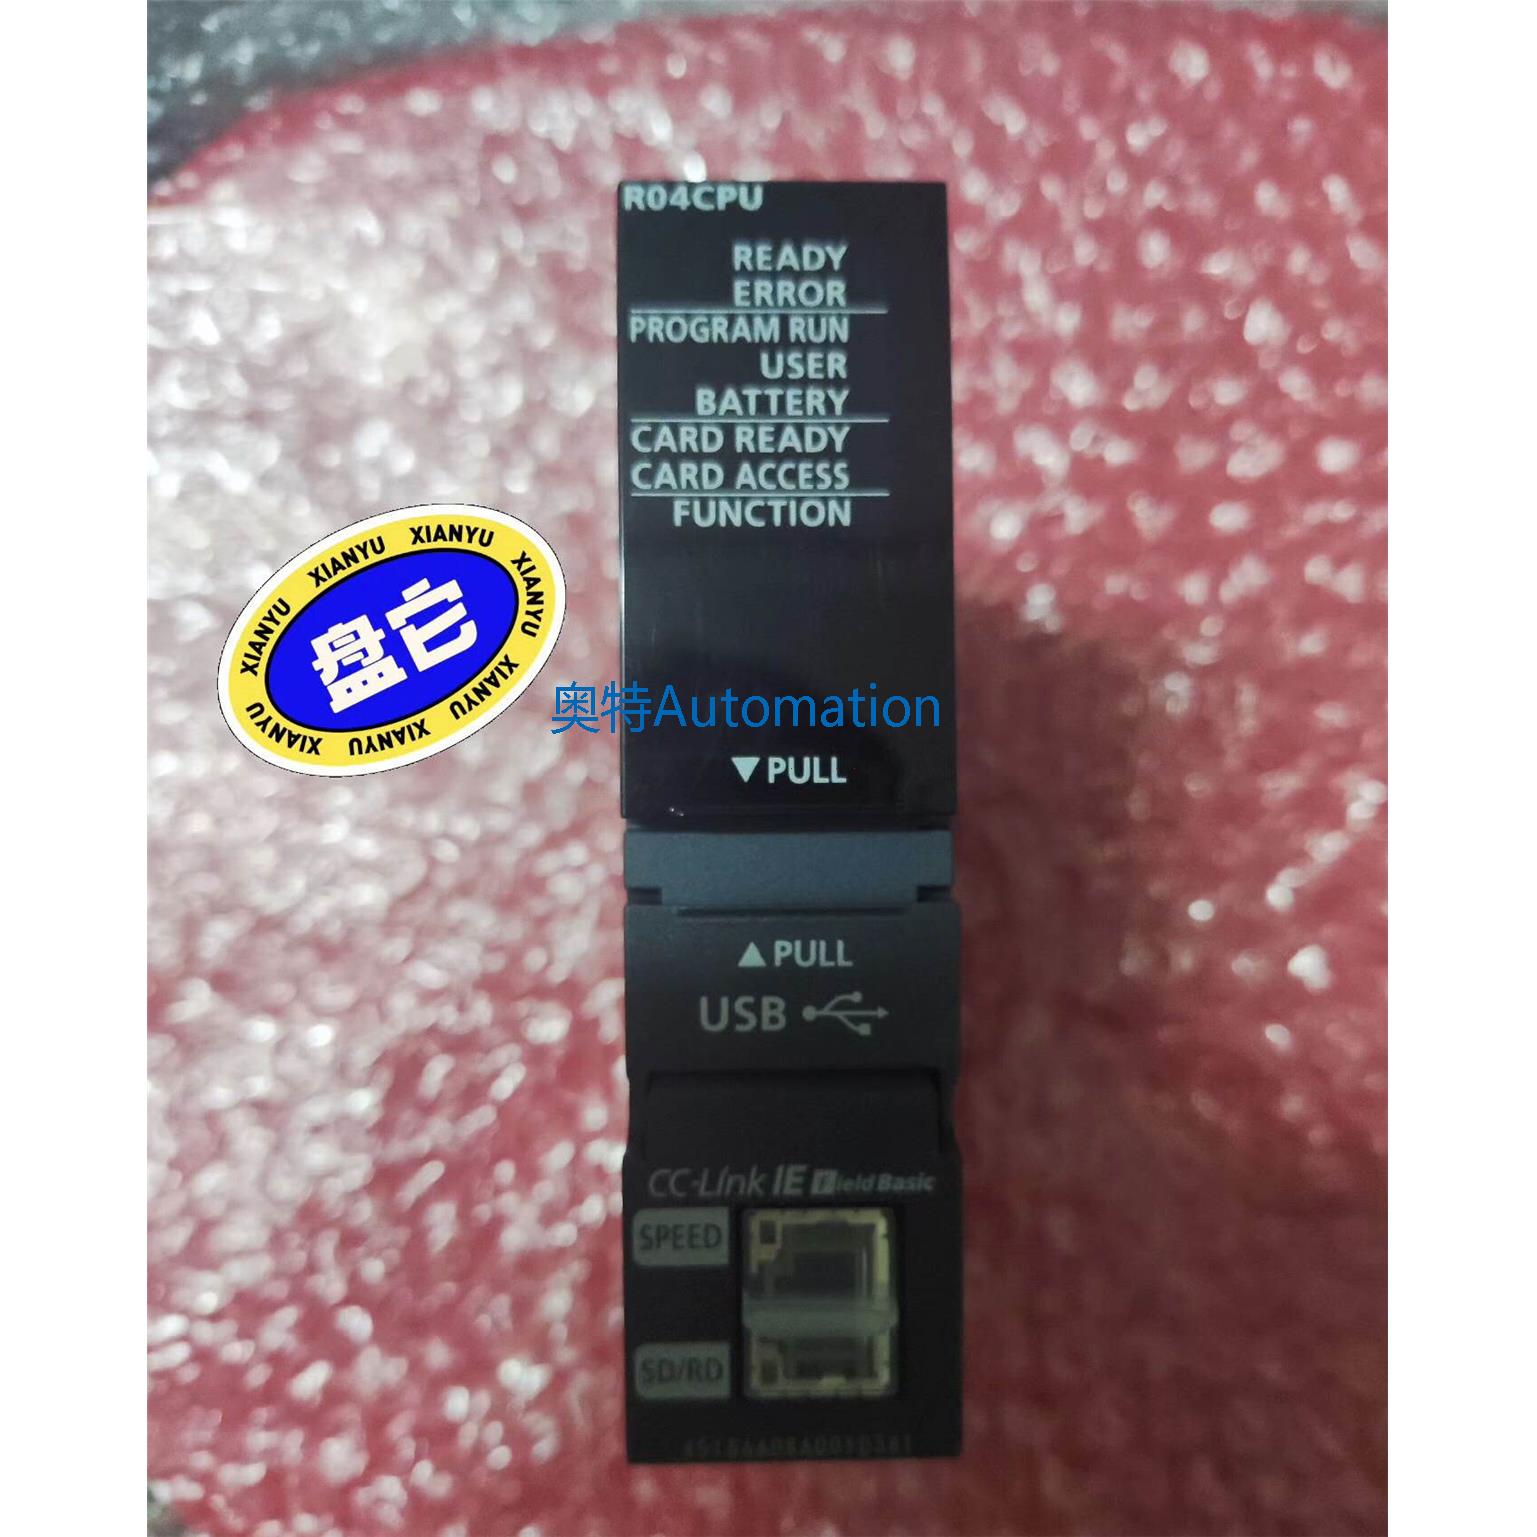 R04CPU
READY
ERROR
PROGRAM RUN
USER
BATTERY
CARD READY
CARD ACCESS
FUNCTION
XIANYU XIANYU XIANYU XIANYU XIANYU XIANYU XIANYU XIANYU
盘它
奥特Automation
▼PULL
▲PULL
USB
CC-Link IE Field Basic
SPEED
SD/RD